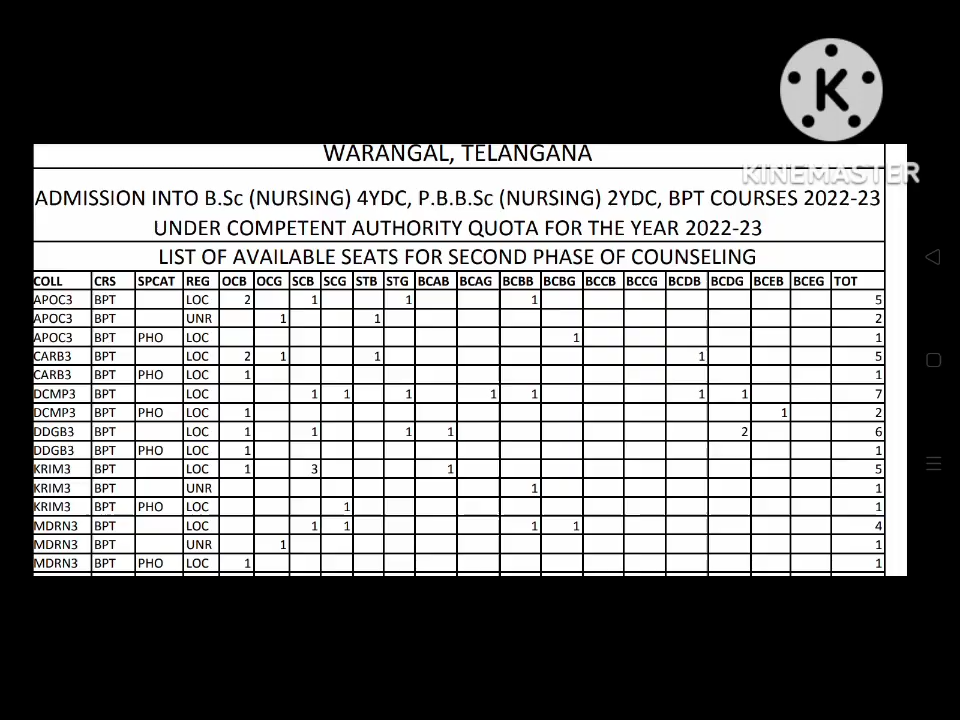 K
KINEMASTER
WARANGAL, TELANGANA
ADMISSION INTO B.Sc (NURSING) 4YDC, P.B.B.Sc (NURSING) 2YDC, BPT COURSES 2022-23
UNDER COMPETENT AUTHORITY QUOTA FOR THE YEAR 2022-23
LIST OF AVAILABLE SEATS FOR SECOND PHASE OF COUNSELING
COLL CRS SPCAT REG OCB OCG SCB SCG STB STG BCAB BCAG BCBB BCBG BCCB BCCG BCDB BCDG BCEB BCEG TOT
APOC3 BPT LOC 2 1 1 1 5
APOC3 BPT UNR 1 1 2
APOC3 BPT PHO LOC 1 1
CARB3 BPT LOC 2 1 1 1 5
CARB3 BPT PHO LOC 1 1
DCMP3 BPT LOC 1 1 1 1 1 1 1 7
DCMP3 BPT PHO LOC 1 1 2
DDGB3 BPT LOC 1 1 1 1 2 6
DDGB3 BPT PHO LOC 1 1
KRIM3 BPT LOC 1 3 1 5
KRIM3 BPT UNR 1 1
KRIM3 BPT PHO LOC 1 1
MDRN3 BPT LOC 1 1 1 1 4
MDRN3 BPT UNR 1 1
MDRN3 BPT PHO LOC 1 1